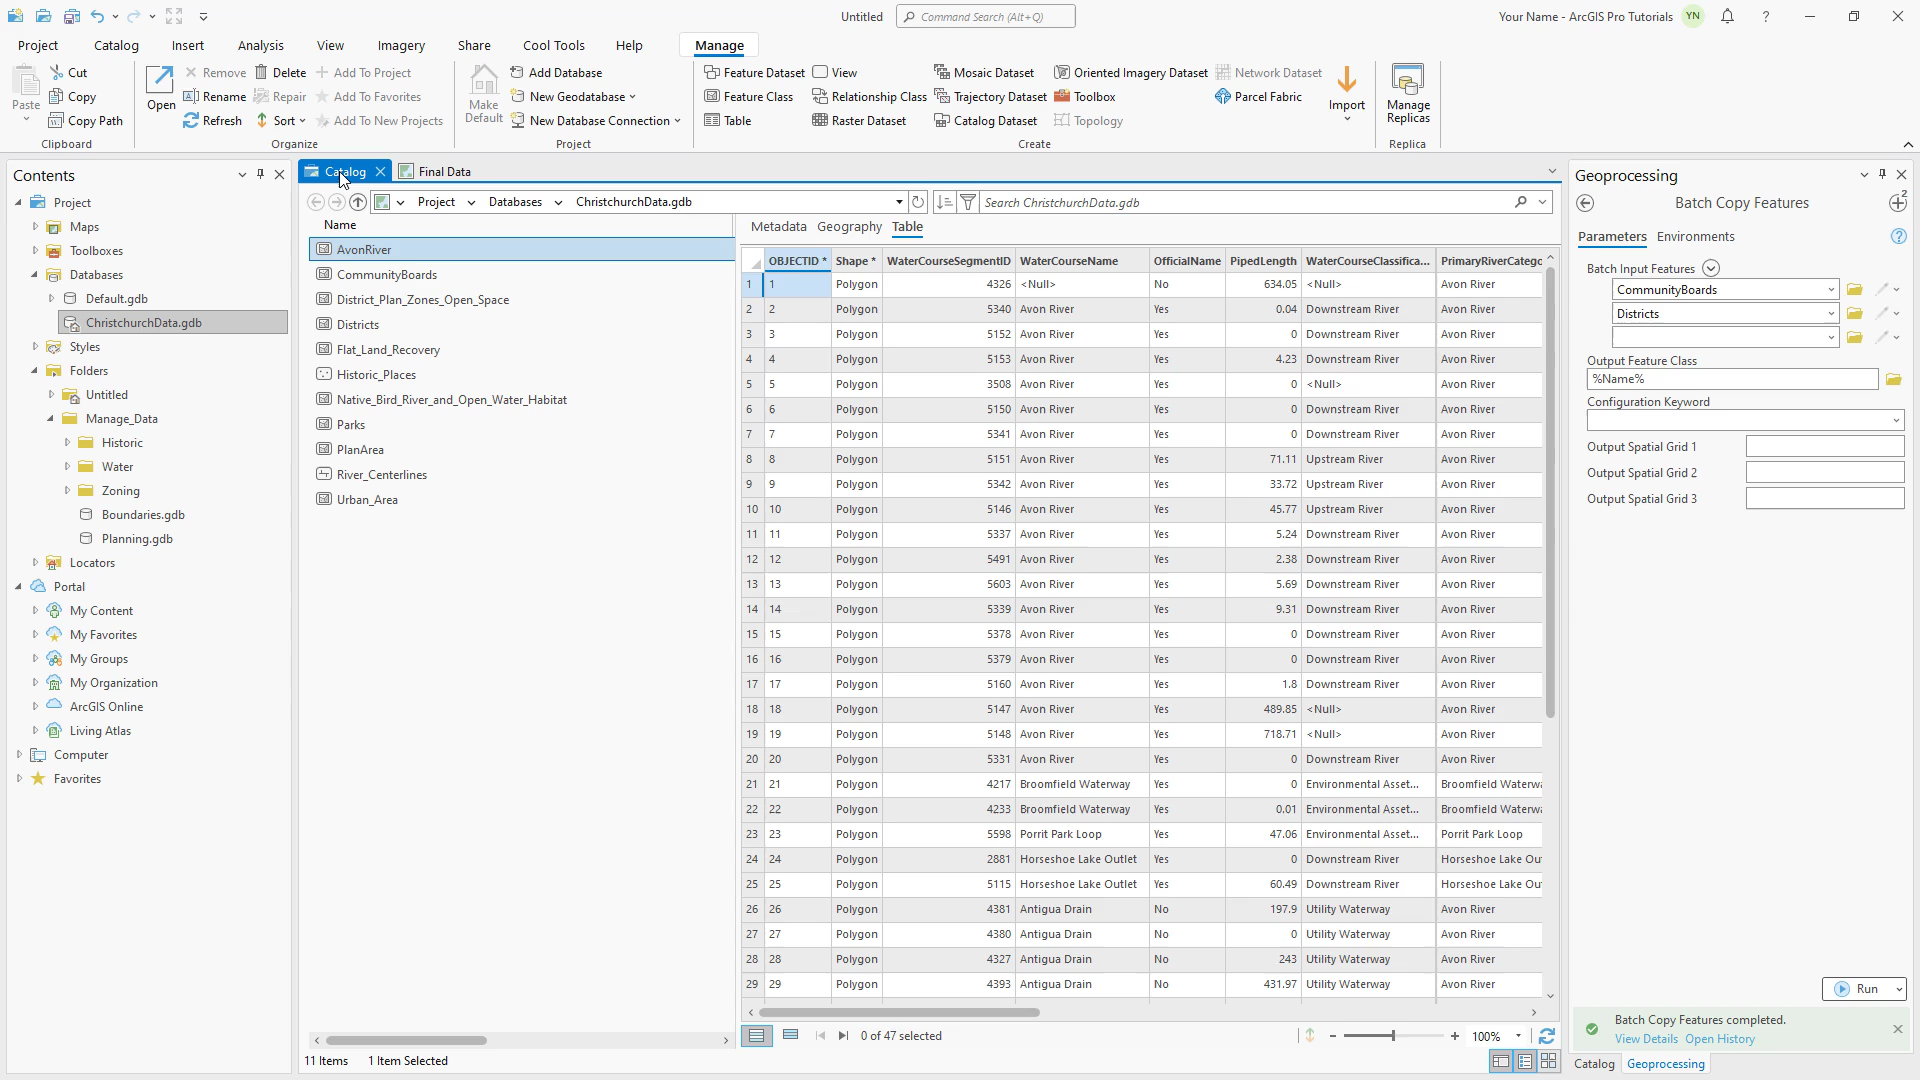 Untitled
Command Search (Alt+Q)
Your Name - ArcGIS Pro Tutorials
YN
?
Project
Catalog
Insert
Analysis
View
Imagery
Share
Cool Tools
Help
Manage
Paste
Cut
Copy
Copy Path
Clipboard
Open
Remove
Rename
Refresh
Delete
Repair
Sort
Add To Project
Add To Favorites
Add To New Projects
Organize
Make
Default
Add Database
New Geodatabase
New Database Connection
Project
Feature Dataset
Feature Class
Table
View
Relationship Class
Raster Dataset
Mosaic Dataset
Trajectory Dataset
Catalog Dataset
Oriented Imagery Dataset
Toolbox
Topology
Network Dataset
Parcel Fabric
Import
Create
Manage
Replicas
Replica
Contents
Project
Maps
Toolboxes
Databases
Default.gdb
ChristchurchData.gdb
Styles
Folders
Untitled
Manage_Data
Historic
Water
Zoning
Boundaries.gdb
Planning.gdb
Locators
Portal
My Content
My Favorites
My Groups
My Organization
ArcGIS Online
Living Atlas
Computer
Favorites
Catalog
Final Data
Project
Databases
ChristchurchData.gdb
Search ChristchurchData.gdb
Name
AvonRiver
CommunityBoards
District_Plan_Zones_Open_Space
Districts
Flat_Land_Recovery
Historic_Places
Native_Bird_River_and_Open_Water_Habitat
Parks
PlanArea
River_Centerlines
Urban_Area
11 Items
1 Item Selected
Metadata
Geography
Table
OBJECTID * Shape * WaterCourseSegmentID WaterCourseName OfficialName PipedLength WaterCourseClassifica... PrimaryRiverCatego
1 1 Polygon 4326 <Null> No 634.05 <Null> Avon River
2 2 Polygon 5340 Avon River Yes 0.04 Downstream River Avon River
3 3 Polygon 5152 Avon River Yes 0 Downstream River Avon River
4 4 Polygon 5153 Avon River Yes 4.23 Downstream River Avon River
5 5 Polygon 3508 Avon River Yes 0 <Null> Avon River
6 6 Polygon 5150 Avon River Yes 0 Downstream River Avon River
7 7 Polygon 5341 Avon River Yes 0 Downstream River Avon River
8 8 Polygon 5151 Avon River Yes 71.11 Upstream River Avon River
9 9 Polygon 5342 Avon River Yes 33.72 Upstream River Avon River
10 10 Polygon 5146 Avon River Yes 45.77 Upstream River Avon River
11 11 Polygon 5337 Avon River Yes 5.24 Downstream River Avon River
12 12 Polygon 5491 Avon River Yes 2.38 Downstream River Avon River
13 13 Polygon 5603 Avon River Yes 5.69 Downstream River Avon River
14 14 Polygon 5339 Avon River Yes 9.31 Downstream River Avon River
15 15 Polygon 5378 Avon River Yes 0 Downstream River Avon River
16 16 Polygon 5379 Avon River Yes 0 Downstream River Avon River
17 17 Polygon 5160 Avon River Yes 1.8 Downstream River Avon River
18 18 Polygon 5147 Avon River Yes 489.85 <Null> Avon River
19 19 Polygon 5148 Avon River Yes 718.71 <Null> Avon River
20 20 Polygon 5331 Avon River Yes 0 Downstream River Avon River
21 21 Polygon 4217 Broomfield Waterway Yes 0 Environmental Asset... Broomfield Waterw
22 22 Polygon 4233 Broomfield Waterway Yes 0.01 Environmental Asset... Broomfield Waterw
23 23 Polygon 5598 Porrit Park Loop Yes 47.06 Environmental Asset... Porrit Park Loop
24 24 Polygon 2881 Horseshoe Lake Outlet Yes 0 Downstream River Horseshoe Lake Ou
25 25 Polygon 5115 Horseshoe Lake Outlet Yes 60.49 Downstream River Horseshoe Lake Ou
26 26 Polygon 4381 Antigua Drain No 197.9 Utility Waterway Avon River
27 27 Polygon 4380 Antigua Drain No 0 Utility Waterway Avon River
28 28 Polygon 4327 Antigua Drain No 243 Utility Waterway Avon River
29 29 Polygon 4393 Antigua Drain No 431.97 Utility Waterway Avon River
0 of 47 selected
100%
Geoprocessing
Batch Copy Features
2
Parameters
Environments
?
Batch Input Features
CommunityBoards
Districts
Output Feature Class
%Name%
Configuration Keyword
Output Spatial Grid 1
Output Spatial Grid 2
Output Spatial Grid 3
Run
Batch Copy Features completed.
View Details Open History
Catalog
Geoprocessing